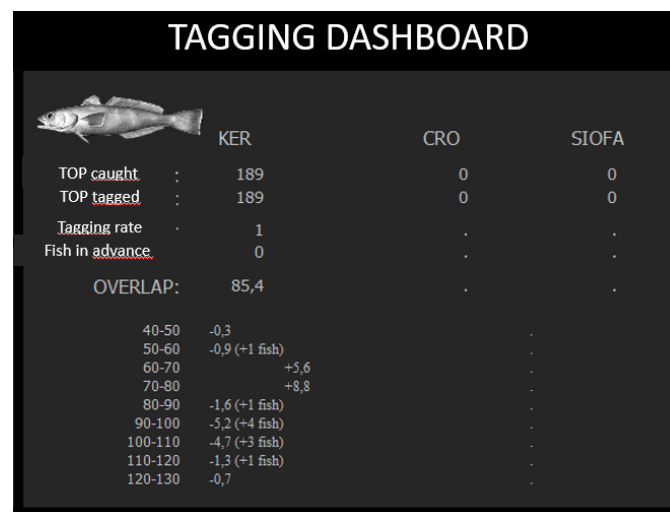 TAGGING DASHBOARD
KER CRO SIOFA
TOP caught : 189 0 0
TOP tagged : 189 0 0
Tagging rate . 1 . .
Fish in advance 0 . .
OVERLAP: 85,4 . .
40-50 -0,3 .
50-60 -0,9 (+1 fish) .
60-70 +5,6 .
70-80 +8,8 .
80-90 -1,6 (+1 fish) .
90-100 -5,2 (+4 fish) .
100-110 -4,7 (+3 fish) .
110-120 -1,3 (+1 fish) .
120-130 -0,7 .